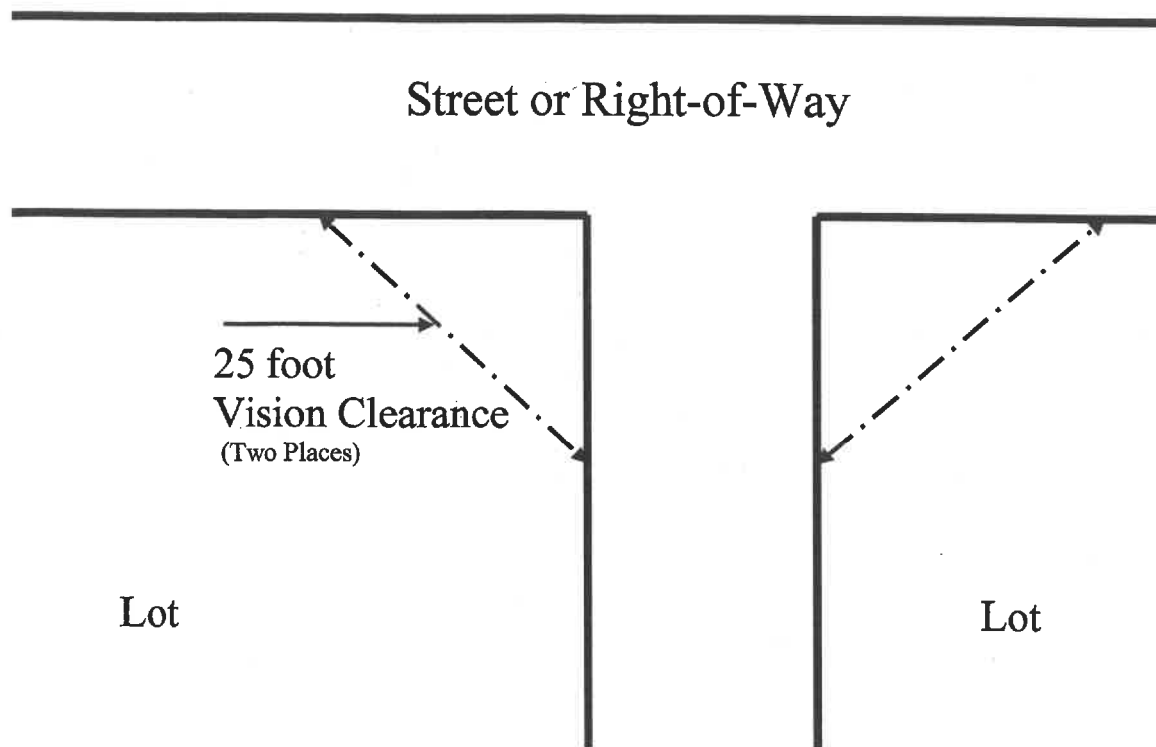 Street or Right-of-Way
25 foot
Vision Clearance
(Two Places)
Lot
Lot